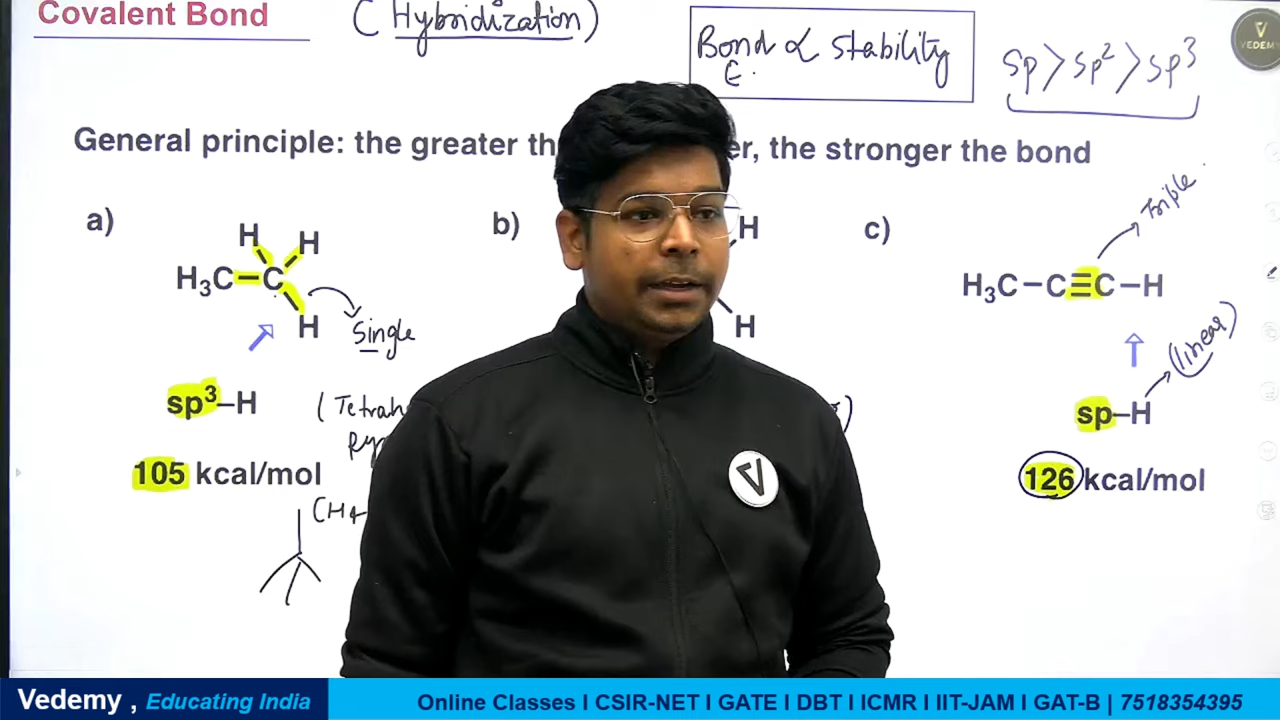 Covalent Bond
(Hybridization)
Bond ∝ stability
E.
sp > sp² > sp³
VEDEMY
General principle: the greater th er, the stronger the bond
a)
b)
c)
H
H
H₃C–C
H
Single
sp³–H
105 kcal/mol
H
H
Triple
H₃C–C≡C–H
(linear)
sp–H
126 kcal/mol
Vedemy , Educating India
Online Classes I CSIR-NET I GATE I DBT I ICMR I IIT-JAM I GAT-B | 7518354395